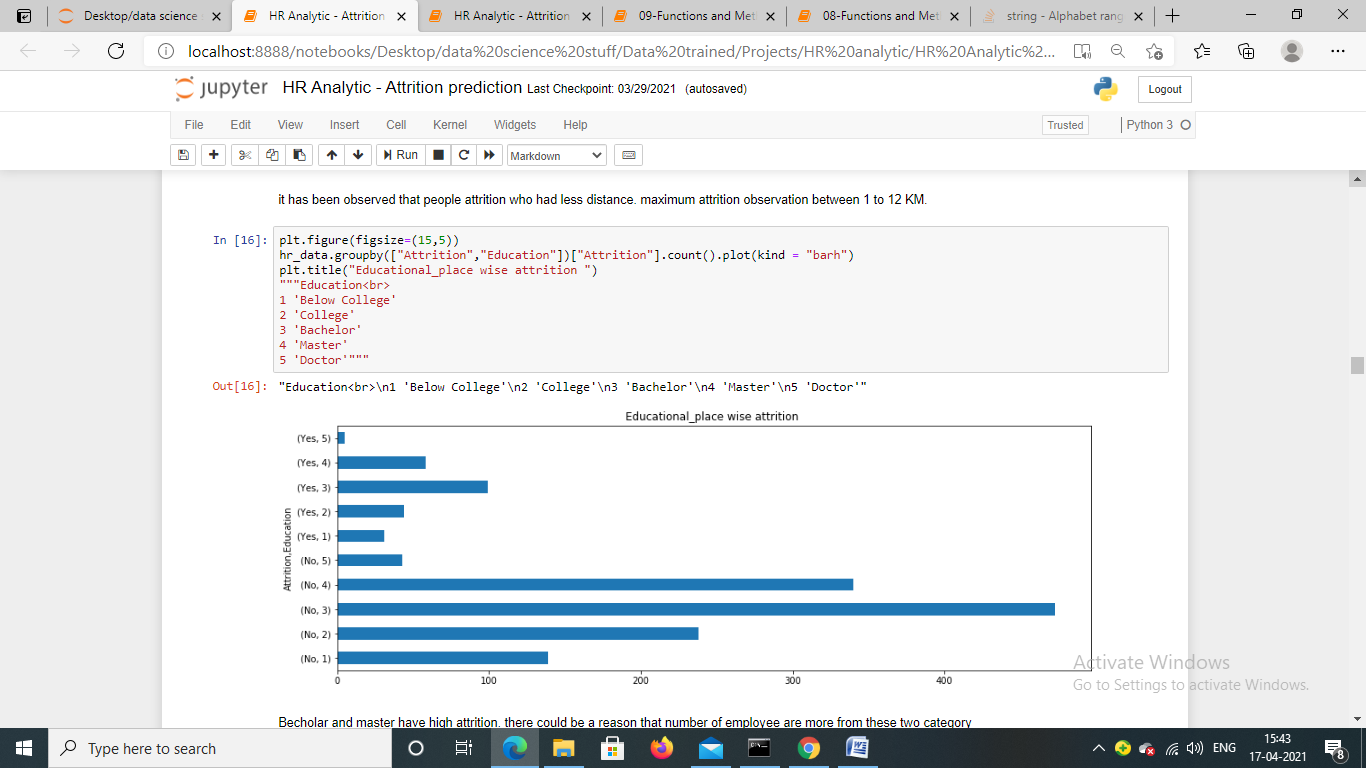 Desktop/data science
HR Analytic - Attrition
HR Analytic - Attrition
09-Functions and Met
08-Functions and Met
string - Alphabet rang
localhost:8888/notebooks/Desktop/data%20science%20stuff/Data%20trained/Projects/HR%20analytic/HR%20Analytic%2...
jupyter HR Analytic - Attrition prediction Last Checkpoint: 03/29/2021 (autosaved)
Logout
File Edit View Insert Cell Kernel Widgets Help
Trusted
Python 3
Run
Markdown
it has been observed that people attrition who had less distance. maximum attrition observation between 1 to 12 KM.
In [16]: plt.figure(figsize=(15,5))
hr_data.groupby(["Attrition","Education"])["Attrition"].count().plot(kind = "barh")
plt.title("Educational_place wise attrition ")
"""Education<br>
1 'Below College'
2 'College'
3 'Bachelor'
4 'Master'
5 'Doctor'"""
Out[16]: "Education<br>\n1 'Below College'\n2 'College'\n3 'Bachelor'\n4 'Master'\n5 'Doctor'"
Educational_place wise attrition
(Yes, 5)
(Yes, 4)
(Yes, 3)
(Yes, 2)
(Yes, 1)
(No, 5)
(No, 4)
(No, 3)
(No, 2)
(No, 1)
Attrition,Education
0 100 200 300 400
Activate Windows
Go to Settings to activate Windows.
Becholar and master have high attrition. there could be a reason that number of employee are more from these two category
Type here to search
ENG
15:43
17-04-2021
8